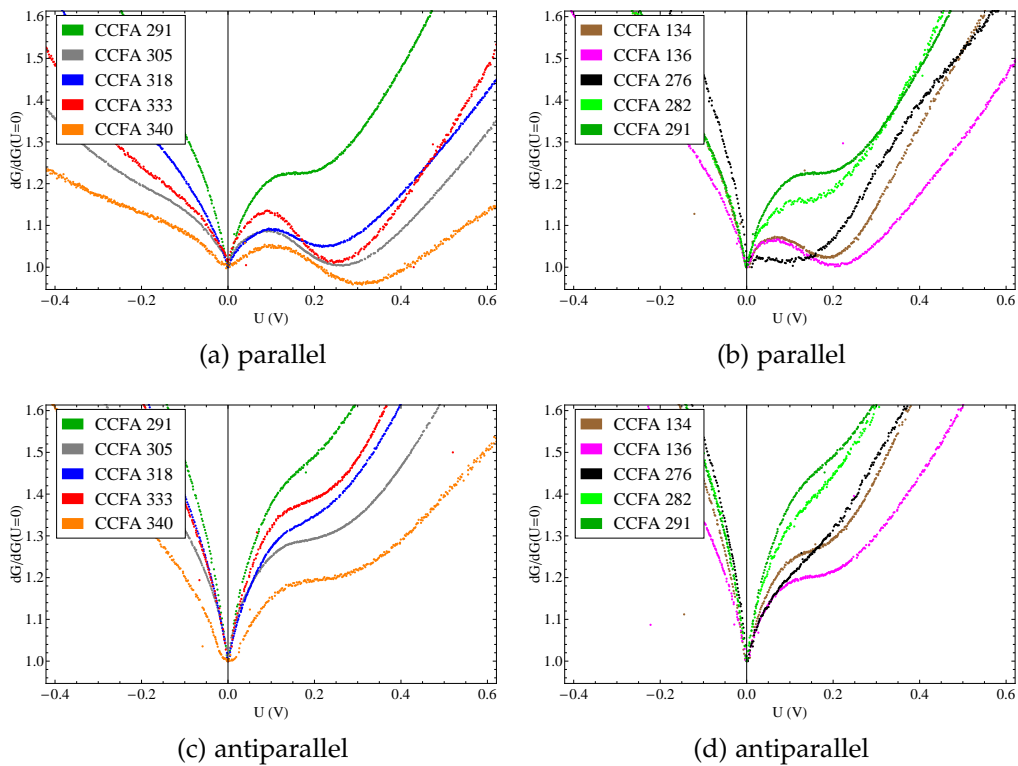 CCFA 291
CCFA 305
CCFA 318
CCFA 333
CCFA 340
dG/dG(U=0)
1.6
1.5
1.4
1.3
1.2
1.1
1.0
−0.4 −0.2 0.0 0.2 0.4 0.6
U (V)
(a) parallel
CCFA 134
CCFA 136
CCFA 276
CCFA 282
CCFA 291
dG/dG(U=0)
1.6
1.5
1.4
1.3
1.2
1.1
1.0
−0.4 −0.2 0.0 0.2 0.4 0.6
U (V)
(b) parallel
CCFA 291
CCFA 305
CCFA 318
CCFA 333
CCFA 340
dG/dG(U=0)
1.6
1.5
1.4
1.3
1.2
1.1
1.0
−0.4 −0.2 0.0 0.2 0.4 0.6
U (V)
(c) antiparallel
CCFA 134
CCFA 136
CCFA 276
CCFA 282
CCFA 291
dG/dG(U=0)
1.6
1.5
1.4
1.3
1.2
1.1
1.0
−0.4 −0.2 0.0 0.2 0.4 0.6
U (V)
(d) antiparallel